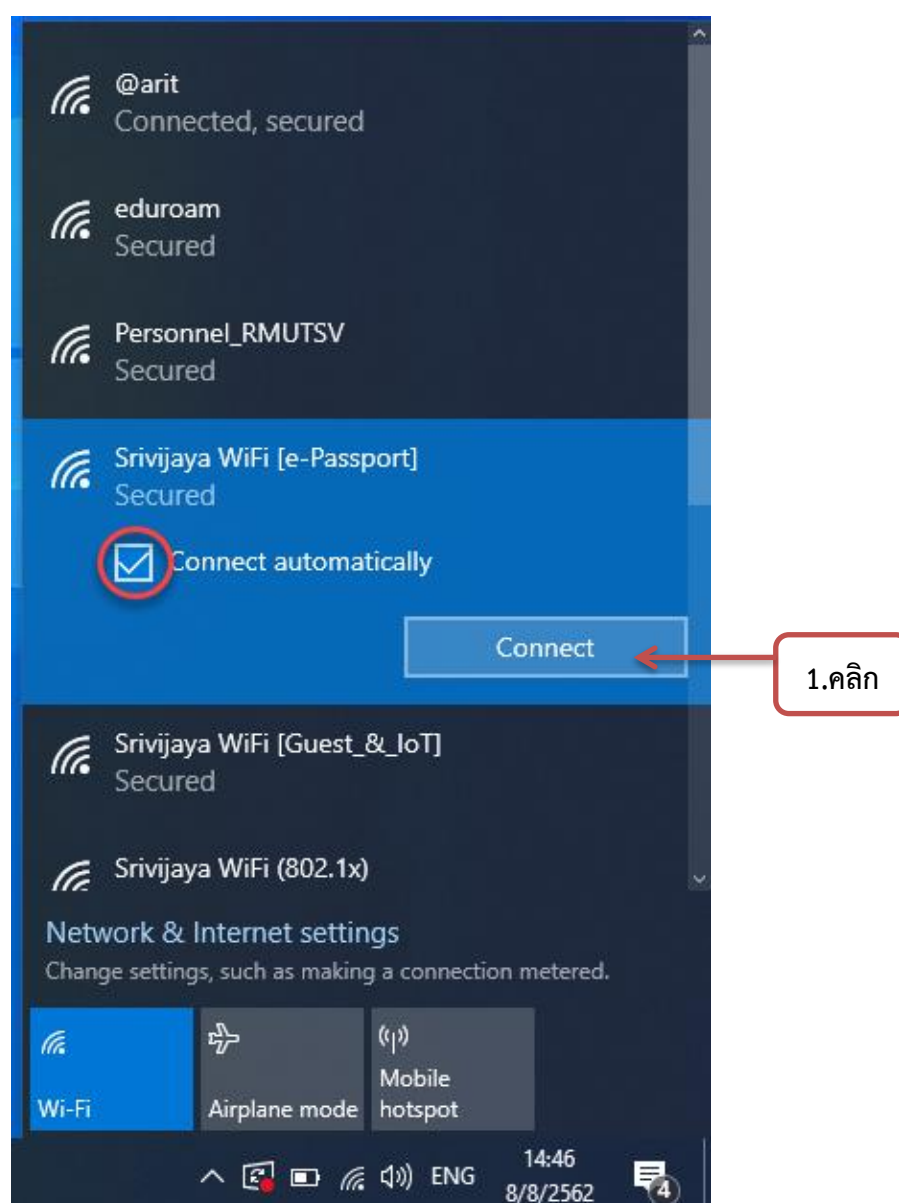 @arit
Connected, secured
eduroam
Secured
Personnel_RMUTSV
Secured
Srivijaya WiFi [e-Passport]
Secured
Connect automatically
Connect
1.คลิก
Srivijaya WiFi [Guest_&_IoT]
Secured
Srivijaya WiFi (802.1x)
Network & Internet settings
Change settings, such as making a connection metered.
Wi-Fi
Airplane mode
Mobile
hotspot
ENG
14:46
8/8/2562
4